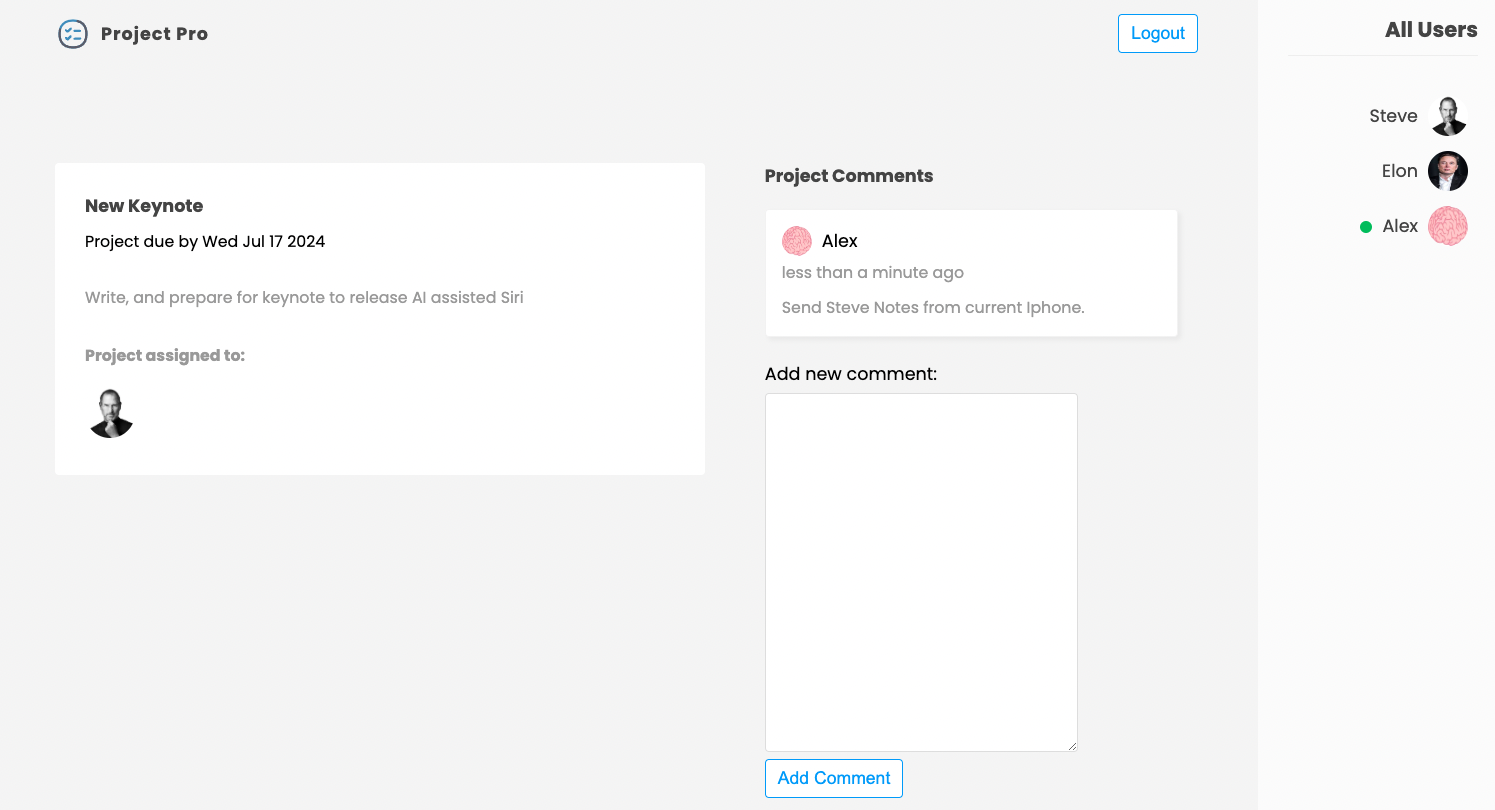 Project Pro
Logout
New Keynote
Project due by Wed Jul 17 2024
Write, and prepare for keynote to release AI assisted Siri
Project assigned to:
Project Comments
Alex
less than a minute ago
Send Steve Notes from current Iphone.
Add new comment:
Add Comment
All Users
Steve
Elon
Alex